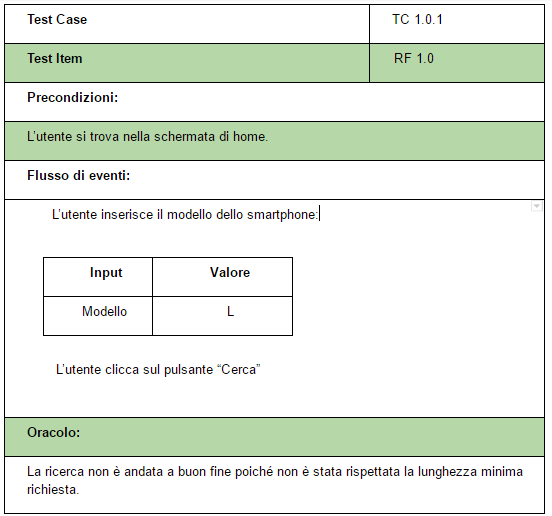 Test Case TC 1.0.1
Test Item RF 1.0
Precondizioni:
L'utente si trova nella schermata di home.
Flusso di eventi:
L'utente inserisce il modello dello smartphone:
Input Valore
Modello L
L'utente clicca sul pulsante “Cerca”
Oracolo:
La ricerca non è andata a buon fine poiché non è stata rispettata la lunghezza minima
richiesta.